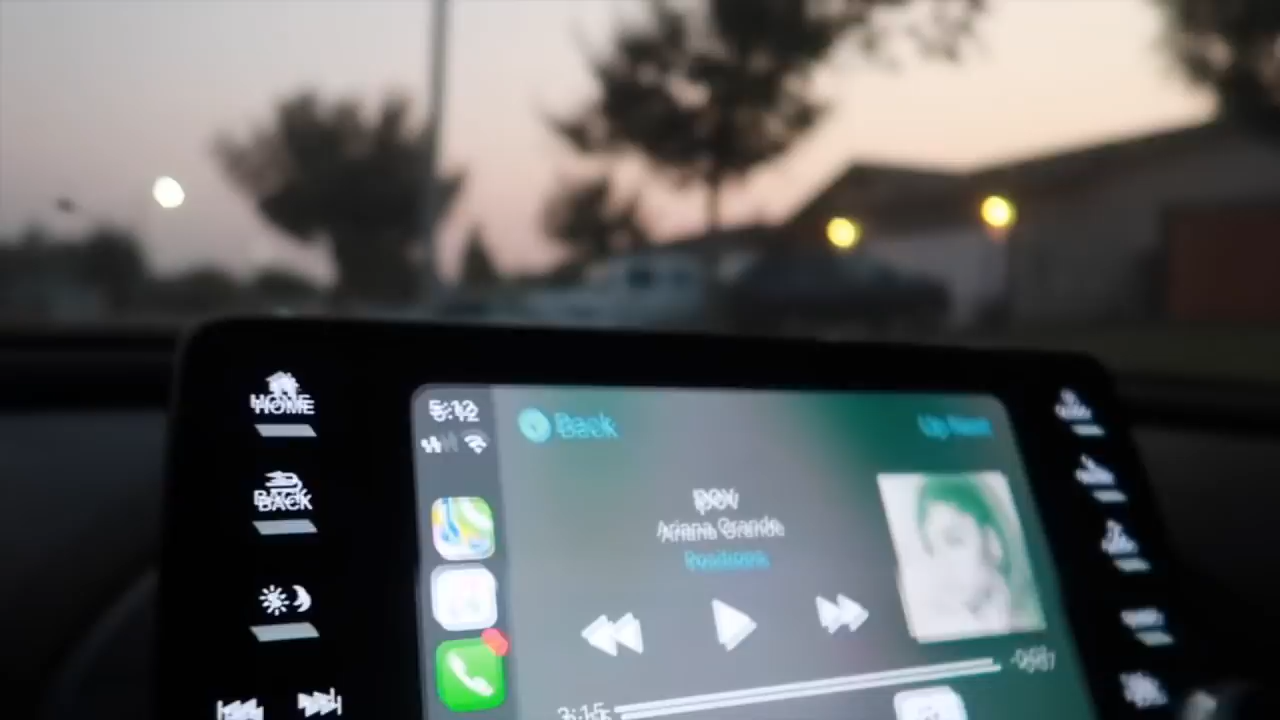 HOME
BACK
5:12
Back
Up Next
pov
Ariana Grande
Positions
3:15